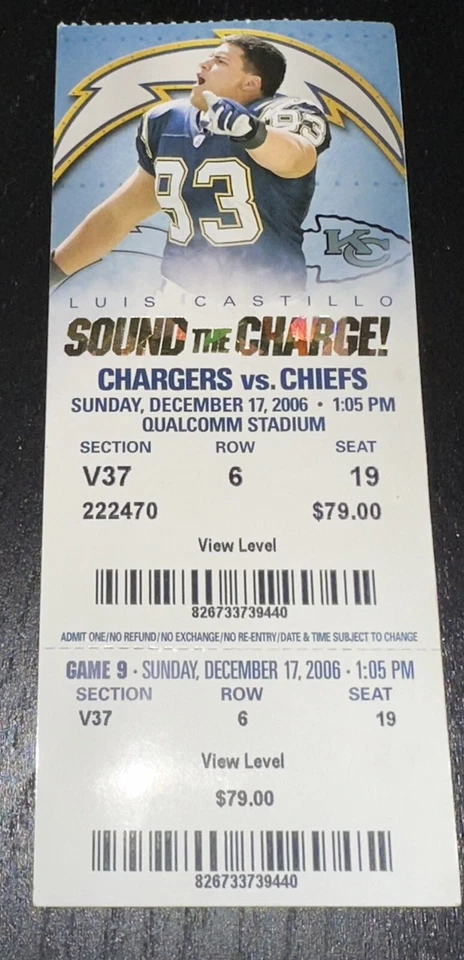 93
83
KC
LUIS CASTILLO
SOUND THE CHARGE!
CHARGERS vs. CHIEFS
SUNDAY, DECEMBER 17, 2006 • 1:05 PM
QUALCOMM STADIUM
SECTION ROW SEAT
V37 6 19
222470 $79.00
View Level
826733739440
ADMIT ONE/NO REFUND/NO EXCHANGE/NO RE-ENTRY/DATE & TIME SUBJECT TO CHANGE
GAME 9 • SUNDAY, DECEMBER 17, 2006 • 1:05 PM
SECTION ROW SEAT
V37 6 19
View Level
$79.00
826733739440